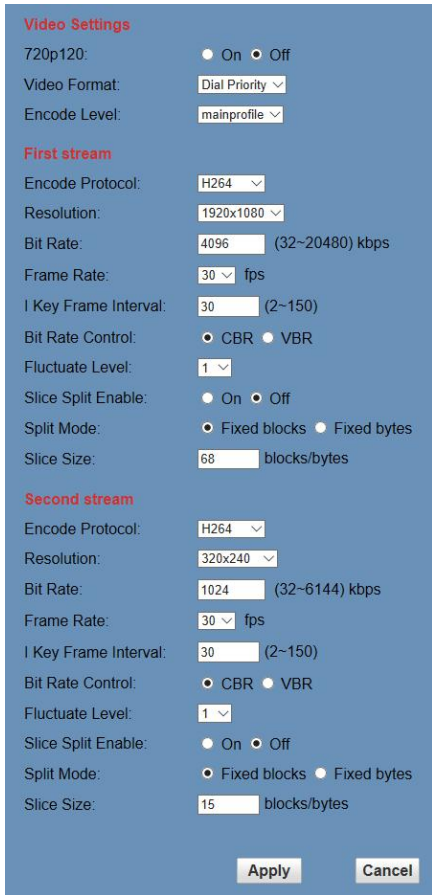 Video Settings
720p120: On Off
Video Format: Dial Priority
Encode Level: mainprofile
First stream
Encode Protocol: H264
Resolution: 1920x1080
Bit Rate: 4096 (32~20480) kbps
Frame Rate: 30 fps
I Key Frame Interval: 30 (2~150)
Bit Rate Control: CBR VBR
Fluctuate Level: 1
Slice Split Enable: On Off
Split Mode: Fixed blocks Fixed bytes
Slice Size: 68 blocks/bytes
Second stream
Encode Protocol: H264
Resolution: 320x240
Bit Rate: 1024 (32~6144) kbps
Frame Rate: 30 fps
I Key Frame Interval: 30 (2~150)
Bit Rate Control: CBR VBR
Fluctuate Level: 1
Slice Split Enable: On Off
Split Mode: Fixed blocks Fixed bytes
Slice Size: 15 blocks/bytes
Apply Cancel